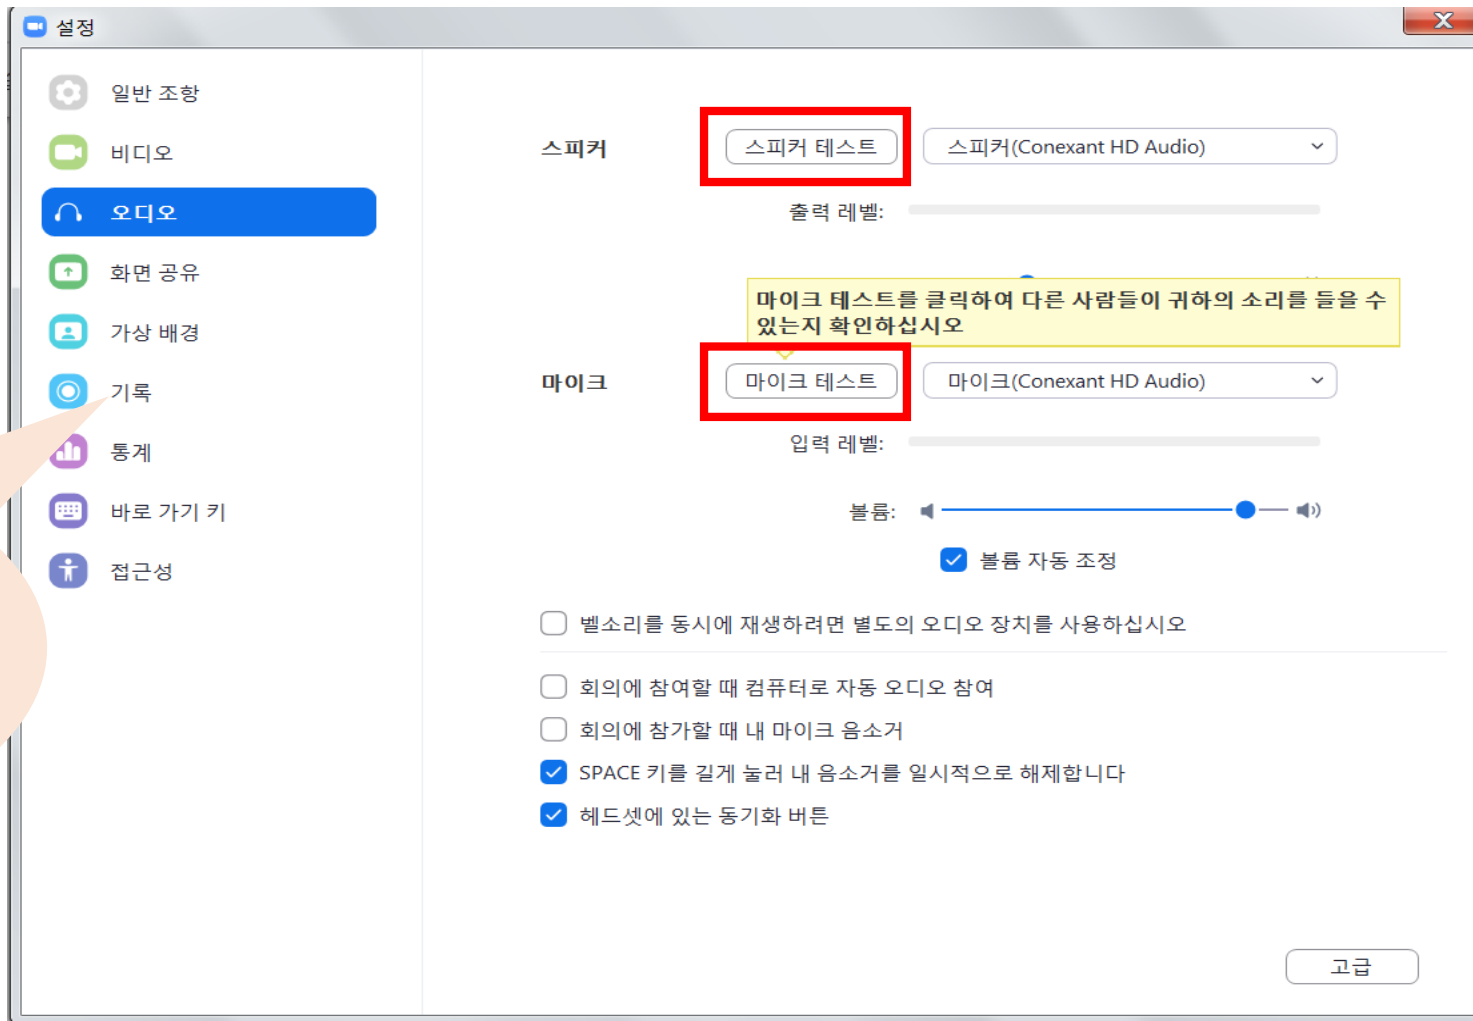 설정
일반 조항
비디오
오디오
화면 공유
가상 배경
기록
통계
바로 가기 키
접근성
스피커
스피커 테스트
스피커(Conexant HD Audio)
출력 레벨:
마이크 테스트를 클릭하여 다른 사람들이 귀하의 소리를 들을 수
있는지 확인하십시오
마이크
마이크 테스트
마이크(Conexant HD Audio)
입력 레벨:
볼륨:
볼륨 자동 조정
벨소리를 동시에 재생하려면 별도의 오디오 장치를 사용하십시오
회의에 참여할 때 컴퓨터로 자동 오디오 참여
회의에 참가할 때 내 마이크 음소거
SPACE 키를 길게 눌러 내 음소거를 일시적으로 해제합니다
헤드셋에 있는 동기화 버튼
고급